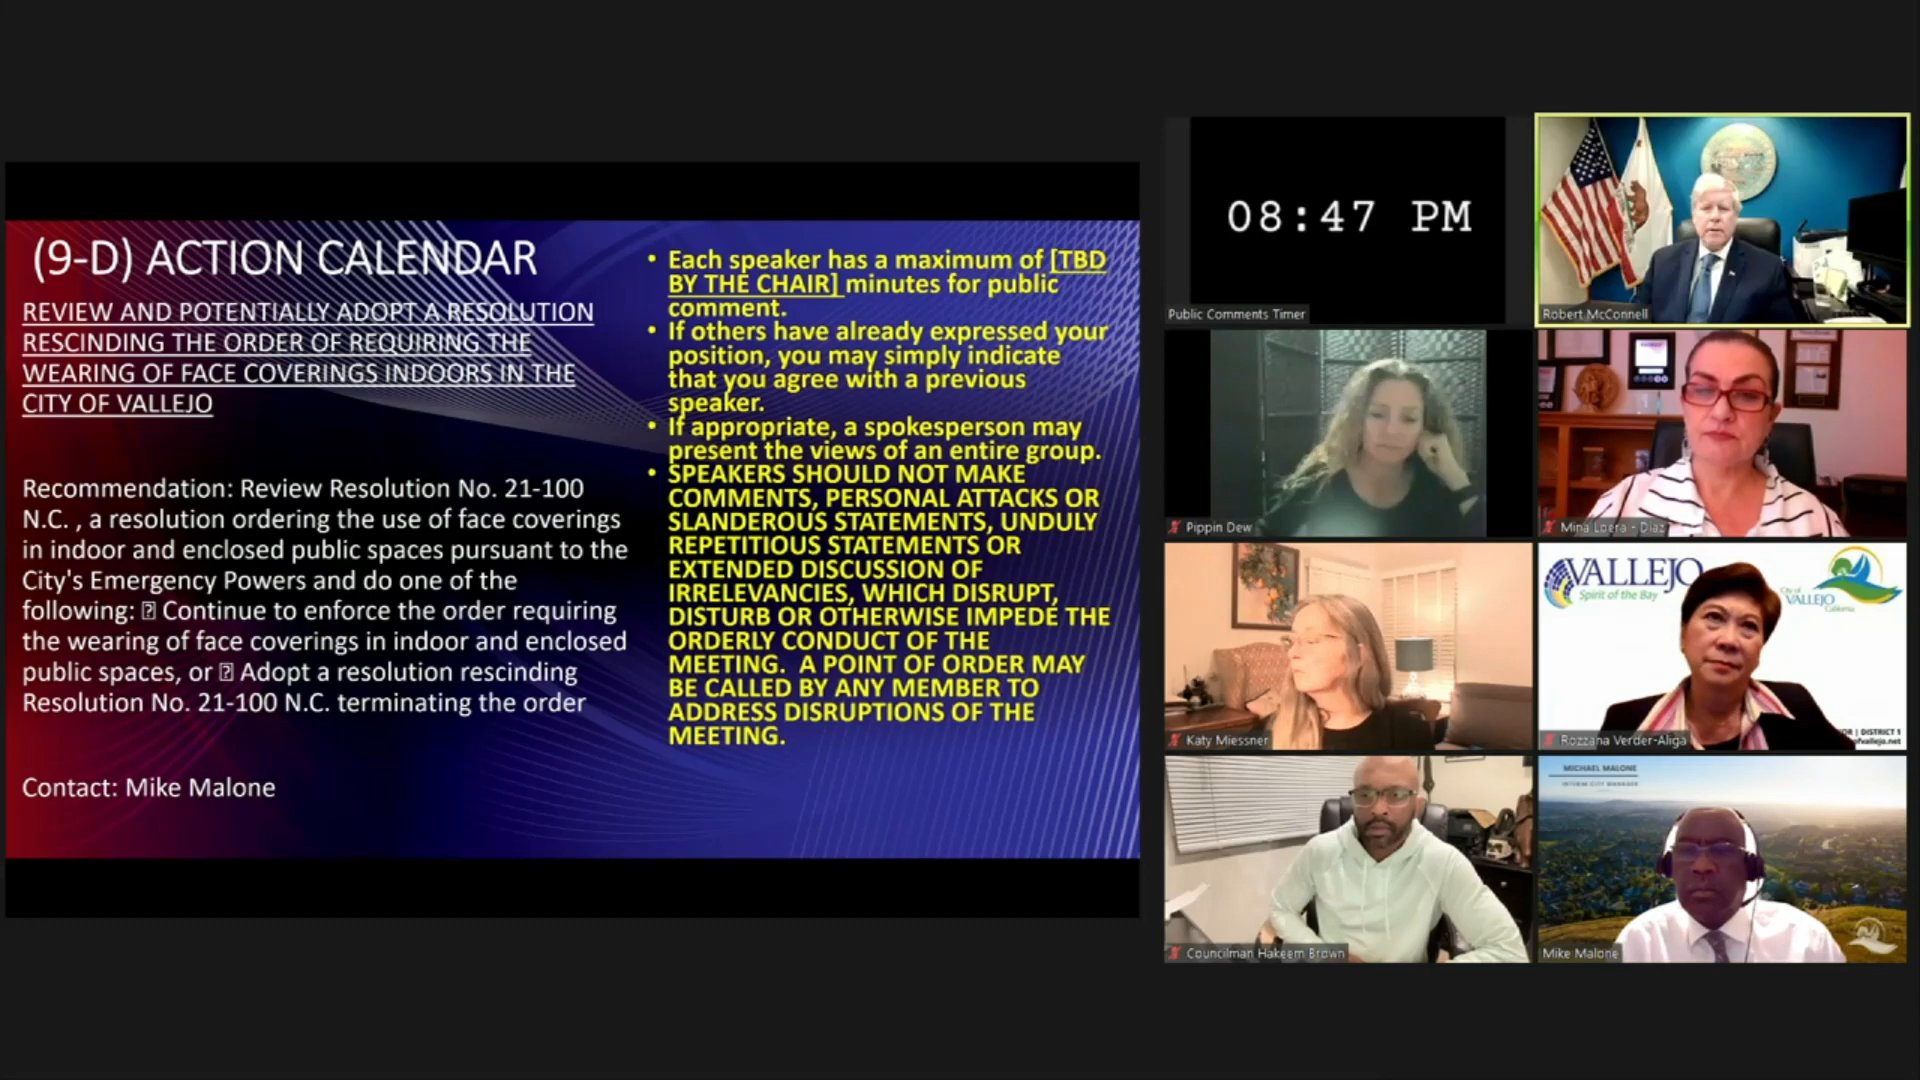 (9-D) ACTION CALENDAR
REVIEW AND POTENTIALLY ADOPT A RESOLUTION
RESCINDING THE ORDER OF REQUIRING THE
WEARING OF FACE COVERINGS INDOORS IN THE
CITY OF VALLEJO
Recommendation: Review Resolution No. 21-100
N.C. , a resolution ordering the use of face coverings
in indoor and enclosed public spaces pursuant to the
City's Emergency Powers and do one of the
following: Continue to enforce the order requiring
the wearing of face coverings in indoor and enclosed
public spaces, or Adopt a resolution rescinding
Resolution No. 21-100 N.C. terminating the order
Contact: Mike Malone
• Each speaker has a maximum of [TBD
BY THE CHAIR] minutes for public
comment.
• If others have already expressed your
position, you may simply indicate
that you agree with a previous
speaker.
• If appropriate, a spokesperson may
present the views of an entire group.
• SPEAKERS SHOULD NOT MAKE
COMMENTS, PERSONAL ATTACKS OR
SLANDEROUS STATEMENTS, UNDULY
REPETITIOUS STATEMENTS OR
EXTENDED DISCUSSION OF
IRRELEVANCIES, WHICH DISRUPT,
DISTURB OR OTHERWISE IMPEDE THE
ORDERLY CONDUCT OF THE
MEETING. A POINT OF ORDER MAY
BE CALLED BY ANY MEMBER TO
ADDRESS DISRUPTIONS OF THE
MEETING.
08:47 PM
Public Comments Timer
Robert McConnell
Pippin Dew
Mina Loera - Diaz
Katy Miessner
VALLEJO
Spirit of the Bay
City of
VALLEJO
California
DISTRICT 1
ofvallejo.net
Rozzana Verder-Aliga
Councilman Hakeem Brown
MICHAEL MALONE
INTERIM CITY MANAGER
Mike Malone